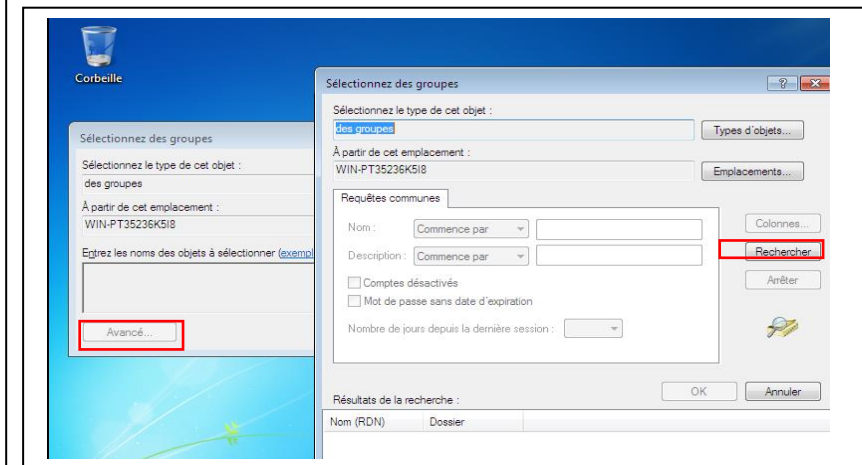 Corbeille
Sélectionnez des groupes
Sélectionnez le type de cet objet :
des groupes
À partir de cet emplacement :
WIN-PT35236K5I8
Entrez les noms des objets à sélectionner (exempl
Avancé...
Sélectionnez des groupes
Sélectionnez le type de cet objet :
des groupes
Types d'objets...
À partir de cet emplacement :
WIN-PT35236K5I8
Emplacements...
Requêtes communes
Nom :
Commence par
Colonnes...
Description :
Commence par
Rechercher
Comptes désactivés
Arrêter
Mot de passe sans date d'expiration
Nombre de jours depuis la dernière session :
OK
Annuler
Résultats de la recherche :
Nom (RDN)
Dossier